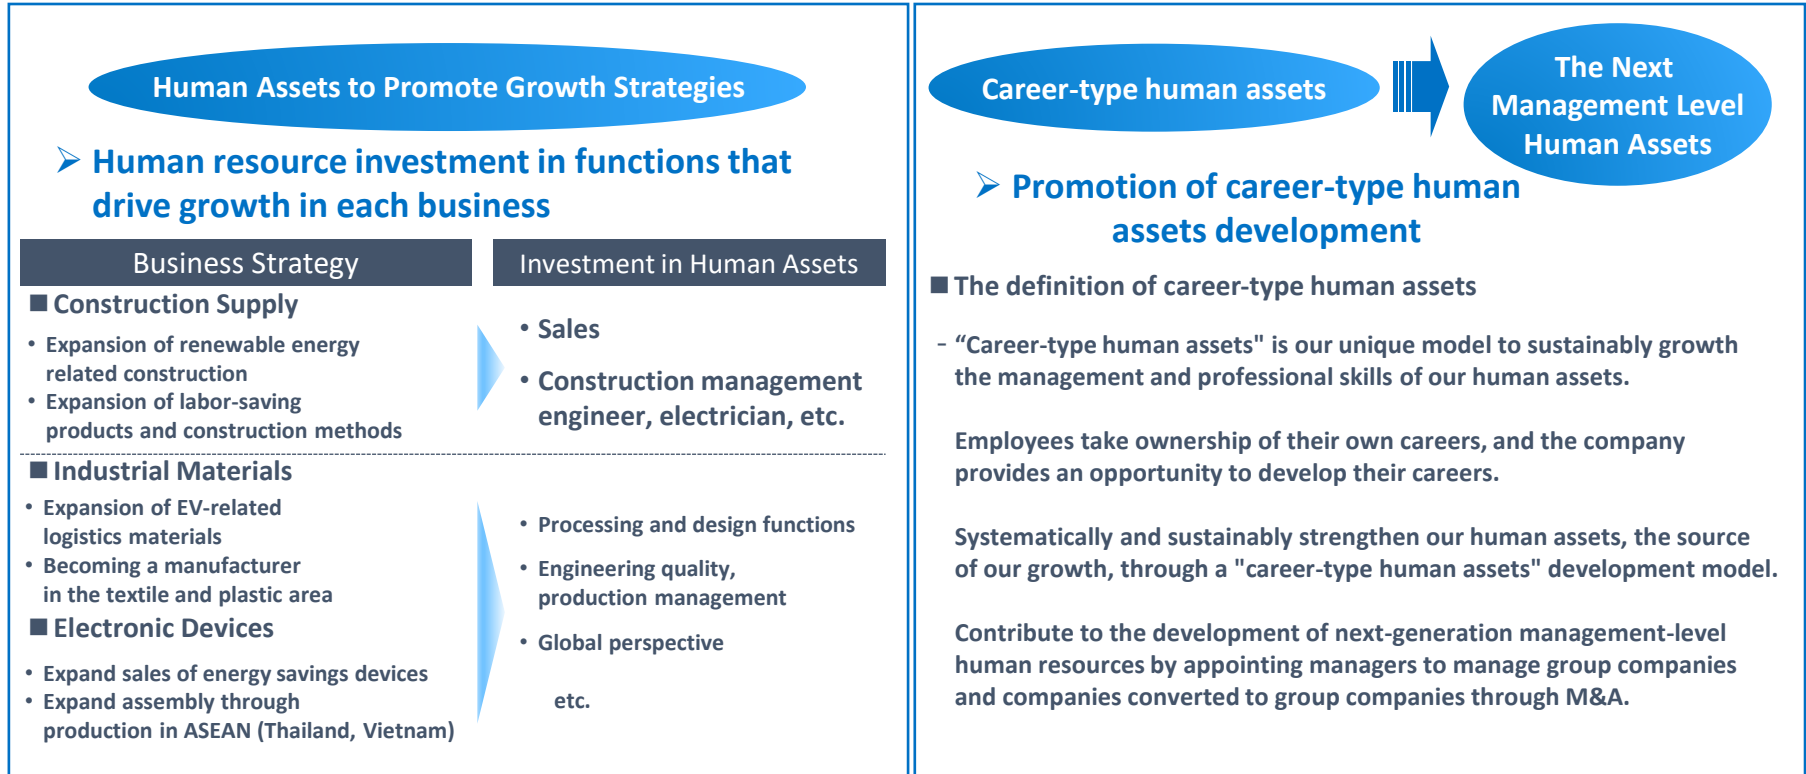 Human Assets to Promote Growth Strategies
➢ Human resource investment in functions that
drive growth in each business
Business Strategy
Investment in Human Assets
■ Construction Supply
• Expansion of renewable energy
related construction
• Expansion of labor-saving
products and construction methods
• Sales
• Construction management
engineer, electrician, etc.
■ Industrial Materials
• Expansion of EV-related
logistics materials
• Becoming a manufacturer
in the textile and plastic area
■ Electronic Devices
• Expand sales of energy savings devices
• Expand assembly through
production in ASEAN (Thailand, Vietnam)
• Processing and design functions
• Engineering quality,
production management
• Global perspective
etc.
Career-type human assets
The Next
Management Level
Human Assets
➢ Promotion of career-type human
assets development
■ The definition of career-type human assets
- “Career-type human assets" is our unique model to sustainably growth
the management and professional skills of our human assets.
Employees take ownership of their own careers, and the company
provides an opportunity to develop their careers.
Systematically and sustainably strengthen our human assets, the source
of our growth, through a "career-type human assets" development model.
Contribute to the development of next-generation management-level
human resources by appointing managers to manage group companies
and companies converted to group companies through M&A.